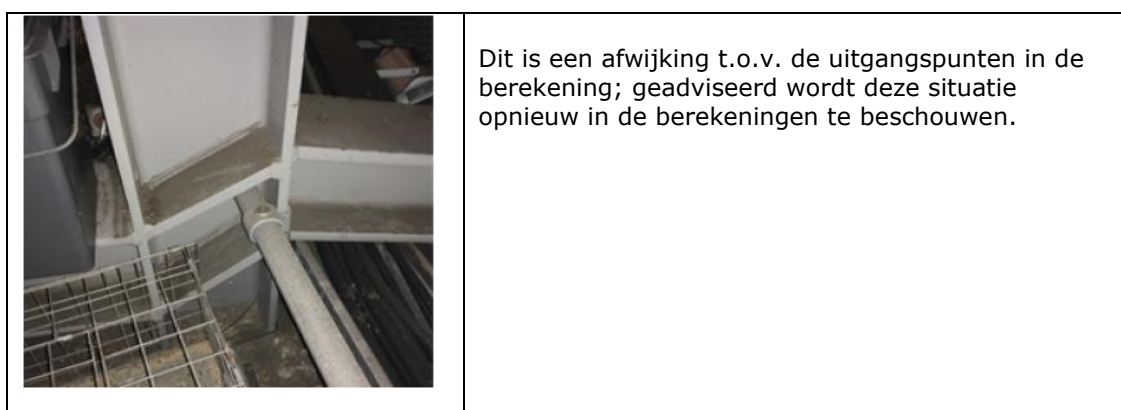 Dit is een afwijking t.o.v. de uitgangspunten in de
berekening; geadviseerd wordt deze situatie
opnieuw in de berekeningen te beschouwen.